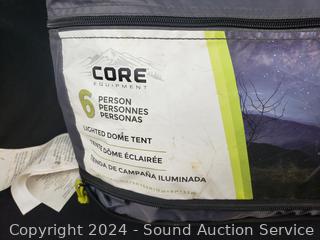 CORE
EQUIPMENT
6 PERSON
PERSONNES
PERSONAS
LIGHTED DOME TENT
TENTE DÔME ÉCLAIRÉE
TIENDA DE CAMPAÑA ILUMINADA
Copyright 2024 - Sound Auction Service